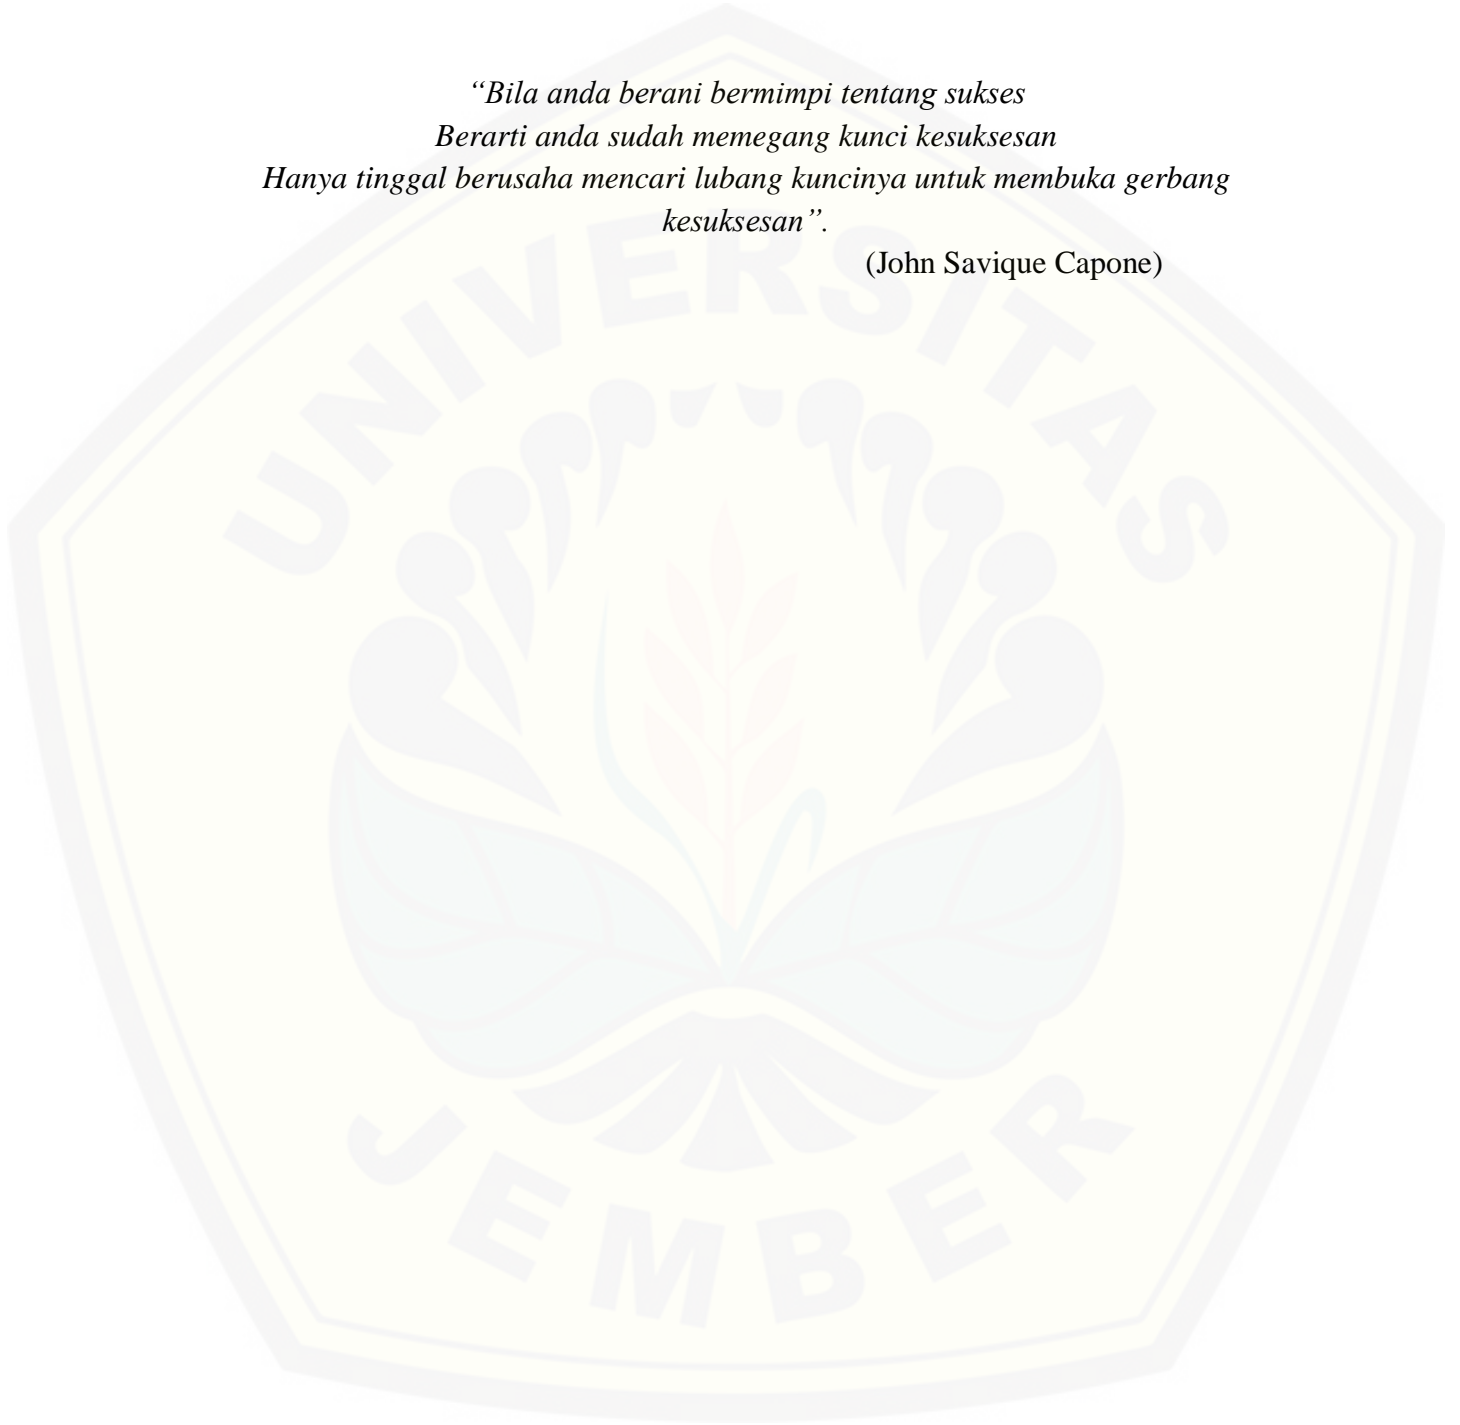 “Bila anda berani bermimpi tentang sukses
Berarti anda sudah memegang kunci kesuksesan
Hanya tinggal berusaha mencari lubang kuncinya untuk membuka gerbang
kesuksesan”.
(John Savique Capone)
UNIVERSITAS
JEMBER